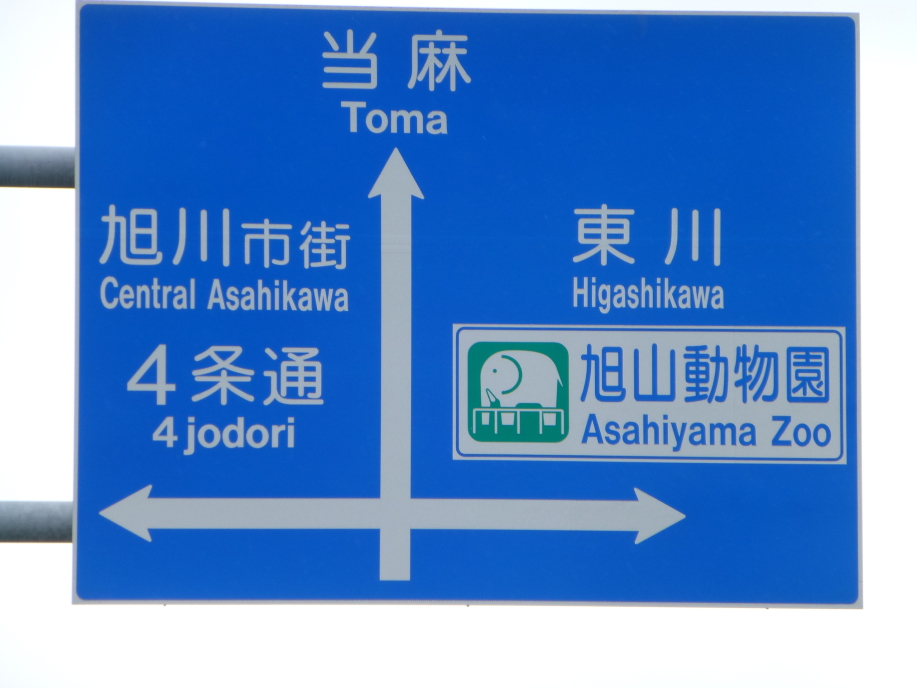 当麻
Toma
旭川市街
Central Asahikawa
4条通
4 jodori
東川
Higashikawa
旭山動物園
Asahiyama Zoo